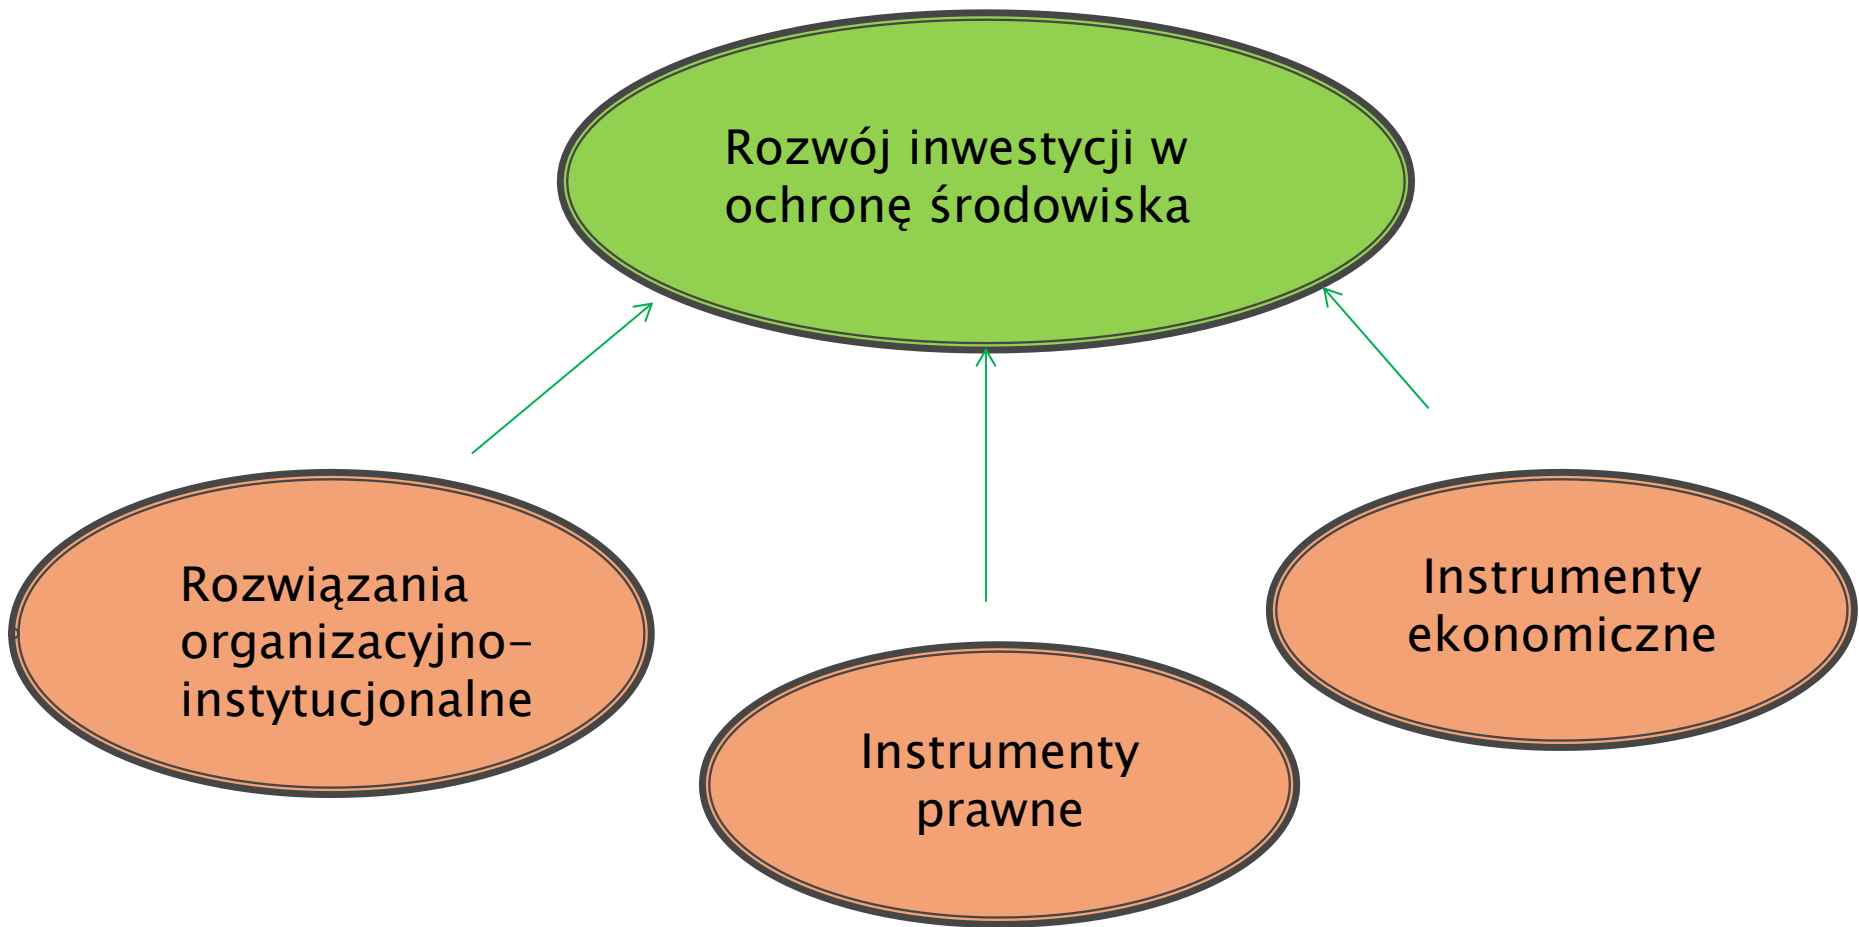 Rozwój inwestycji w
ochronę środowiska
Rozwiązania
organizacyjno-
instytucjonalne
Instrumenty
prawne
Instrumenty
ekonomiczne